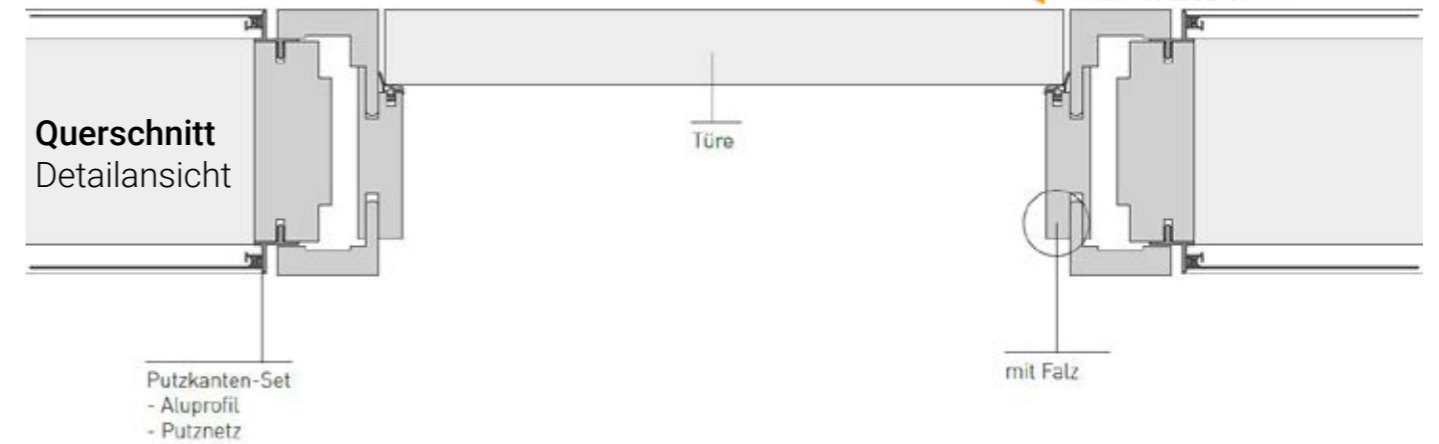 Querschnitt
Detailansicht
Türe
mit Falz
Putzkanten-Set
- Aluprofil
- Putznetz